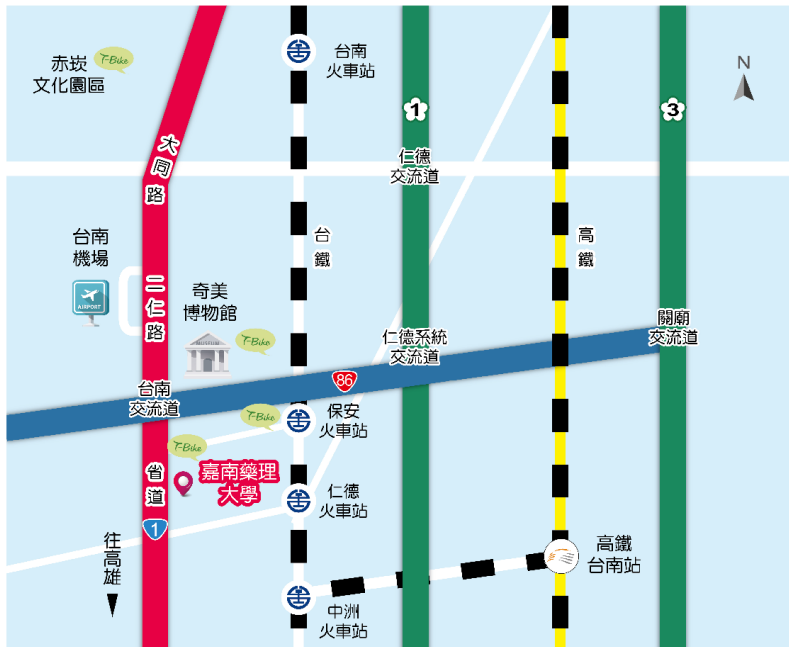 赤崁
文化園區
T-Bike
台南
火車站
1
3
N
大同路
仁德
交流道
台南
機場
AIRPORT
二仁路
台鐵
高鐵
奇美
博物館
MUSEUM
T-Bike
仁德系統
交流道
關廟
交流道
86
台南
交流道
T-Bike
保安
火車站
T-Bike
省道
嘉南藥理
大學
仁德
火車站
1
往高雄
高鐵
台南站
中洲
火車站